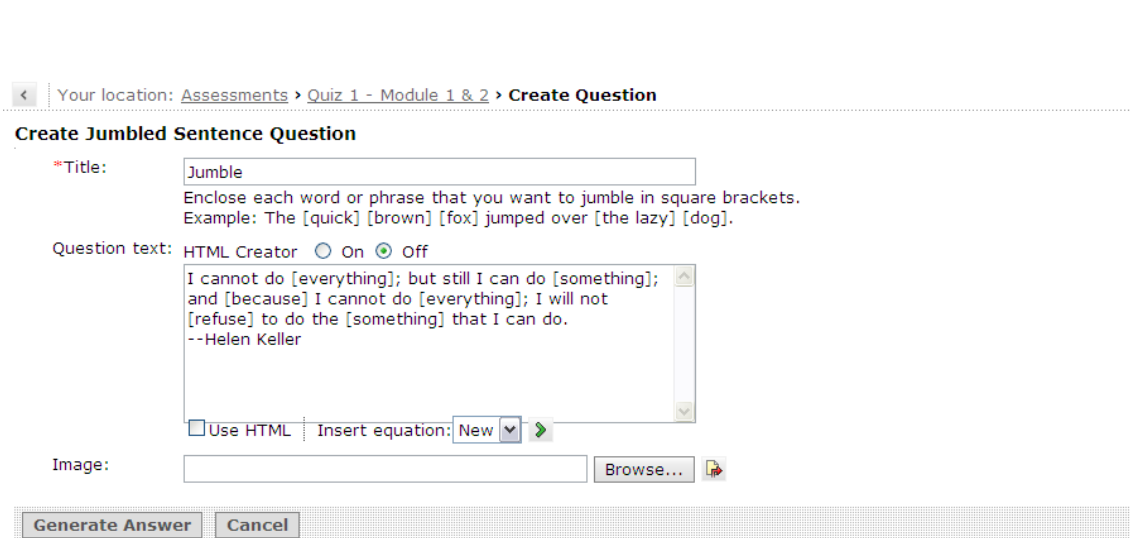 Your location: Assessments › Quiz 1 - Module 1 & 2 › Create Question
Create Jumbled Sentence Question
*Title:
Jumble
Enclose each word or phrase that you want to jumble in square brackets.
Example: The [quick] [brown] [fox] jumped over [the lazy] [dog].
Question text: HTML Creator On Off
I cannot do [everything]; but still I can do [something];
and [because] I cannot do [everything]; I will not
[refuse] to do the [something] that I can do.
--Helen Keller
Use HTML Insert equation: New
Image: Browse...
Generate Answer Cancel